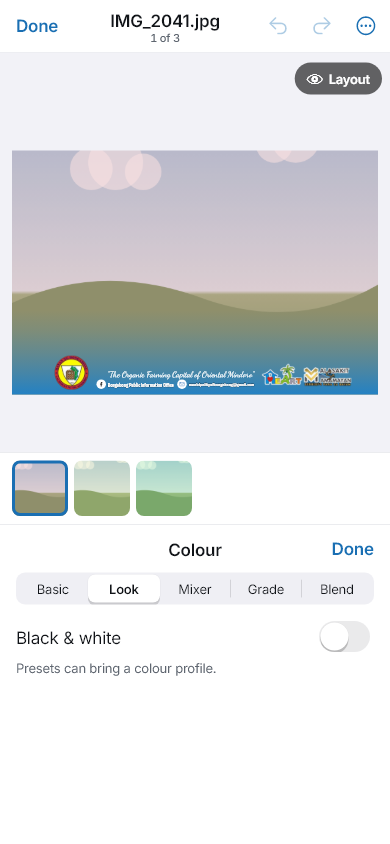 Done
IMG_2041.jpg
1 of 3
Layout
"The Organic Farming Capital of Oriental Mindoro"
Bongabong Public Information Office
Colour
Done
Basic
Look
Mixer
Grade
Blend
Black & white
Presets can bring a colour profile.